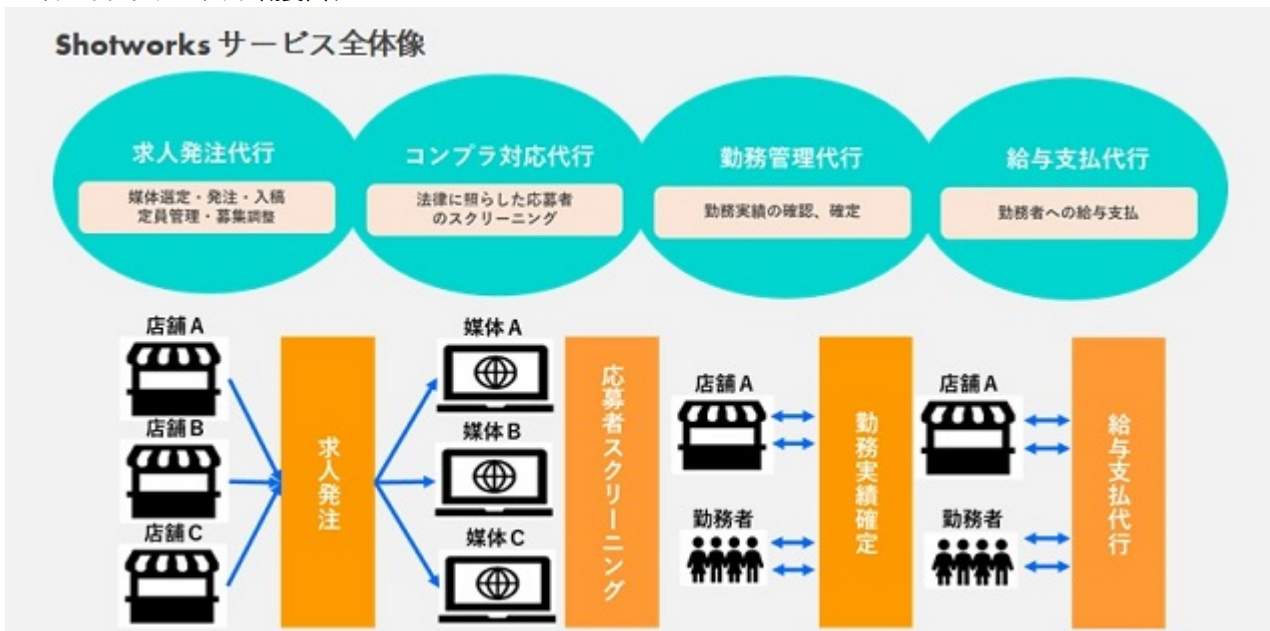 Shotworks サービス全体像
求人発注代行
媒体選定・発注・入稿
定員管理・募集調整
コンプラ対応代行
法律に照らした応募者
のスクリーニング
勤務管理代行
勤務実績の確認、確定
給与支払代行
勤務者への給与支払
店舗A
店舗B
店舗C
求人発注
媒体A
媒体B
媒体C
応募者スクリーニング
店舗A
勤務者
勤務実績確定
店舗A
勤務者
給与支払代行